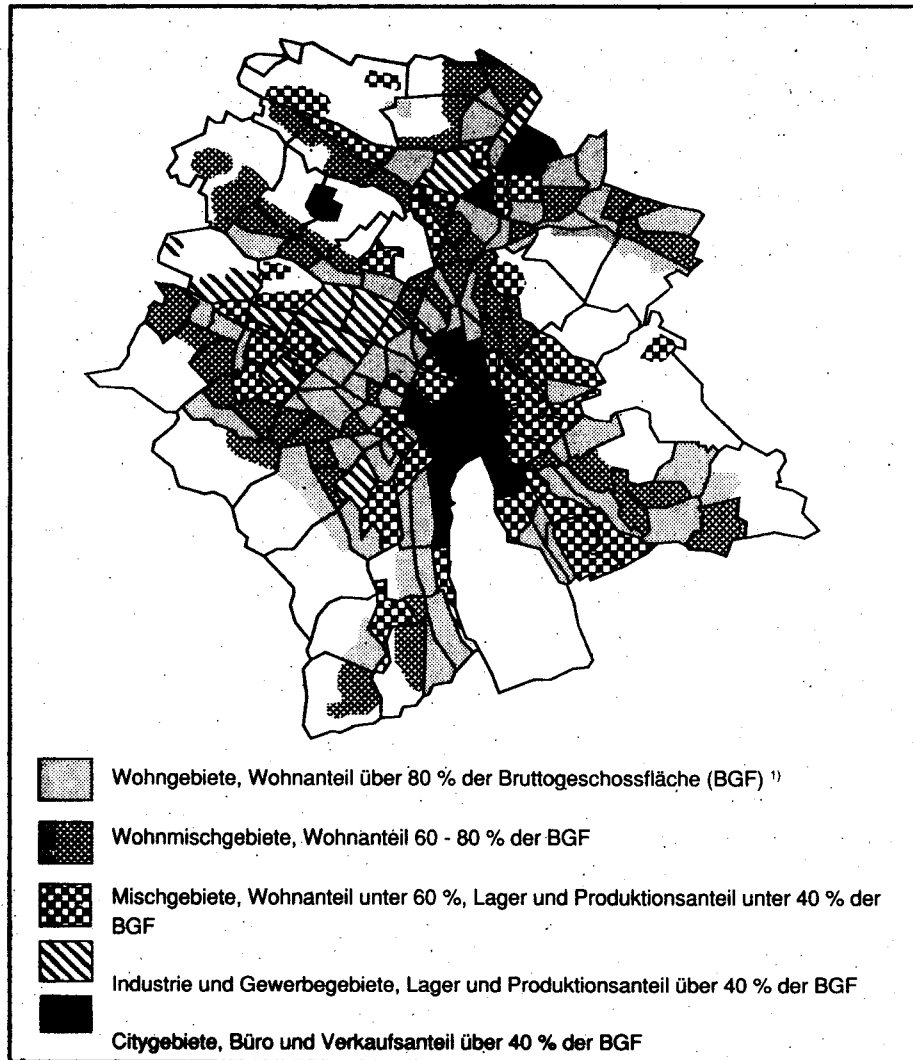 Wohngebiete, Wohnanteil über 80 % der Bruttogeschossfläche (BGF) ¹⁾
Wohnmischgebiete, Wohnanteil 60 - 80 % der BGF
Mischgebiete, Wohnanteil unter 60 %, Lager und Produktionsanteil unter 40 % der
BGF
Industrie und Gewerbegebiete, Lager und Produktionsanteil über 40 % der BGF
Citygebiete, Büro und Verkaufsanteil über 40 % der BGF